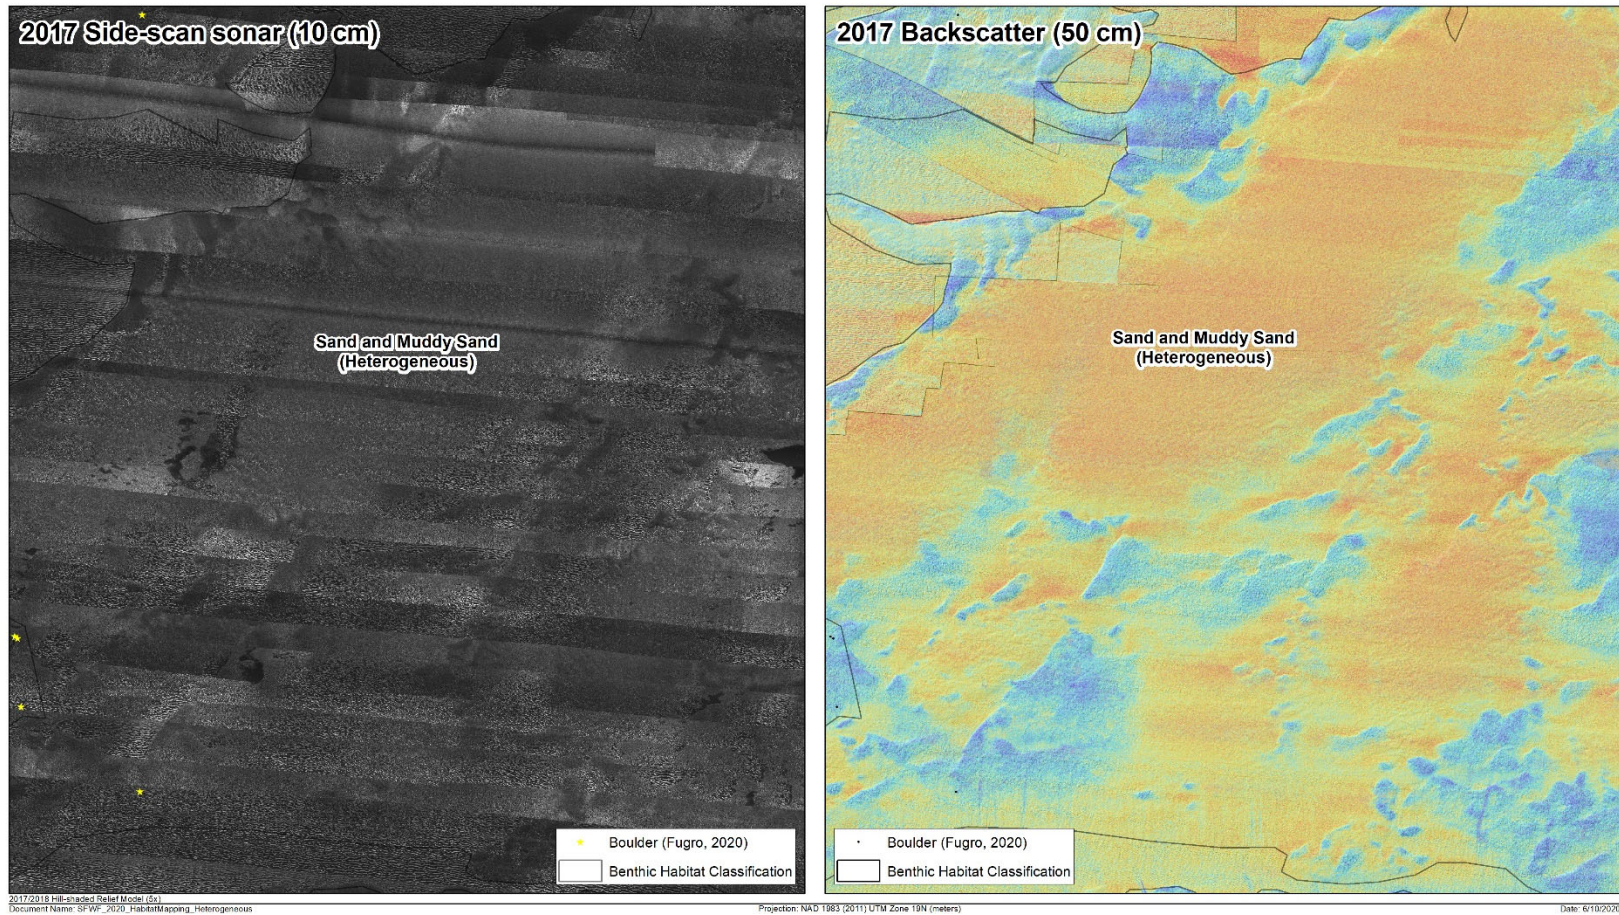 2017 Side-scan sonar (10 cm)
Sand and Muddy Sand
(Heterogeneous)
Boulder (Fugro, 2020)
Benthic Habitat Classification
2017 Backscatter (50 cm)
Sand and Muddy Sand
(Heterogeneous)
Boulder (Fugro, 2020)
Benthic Habitat Classification
2017/2018 Hill-shaded Relief Model (5x)
Document Name: SFWF_2020_HabitatMapping_Heterogeneous
Projection: NAD 1983 (2011) UTM Zone 19N (meters)
Date: 6/10/2020